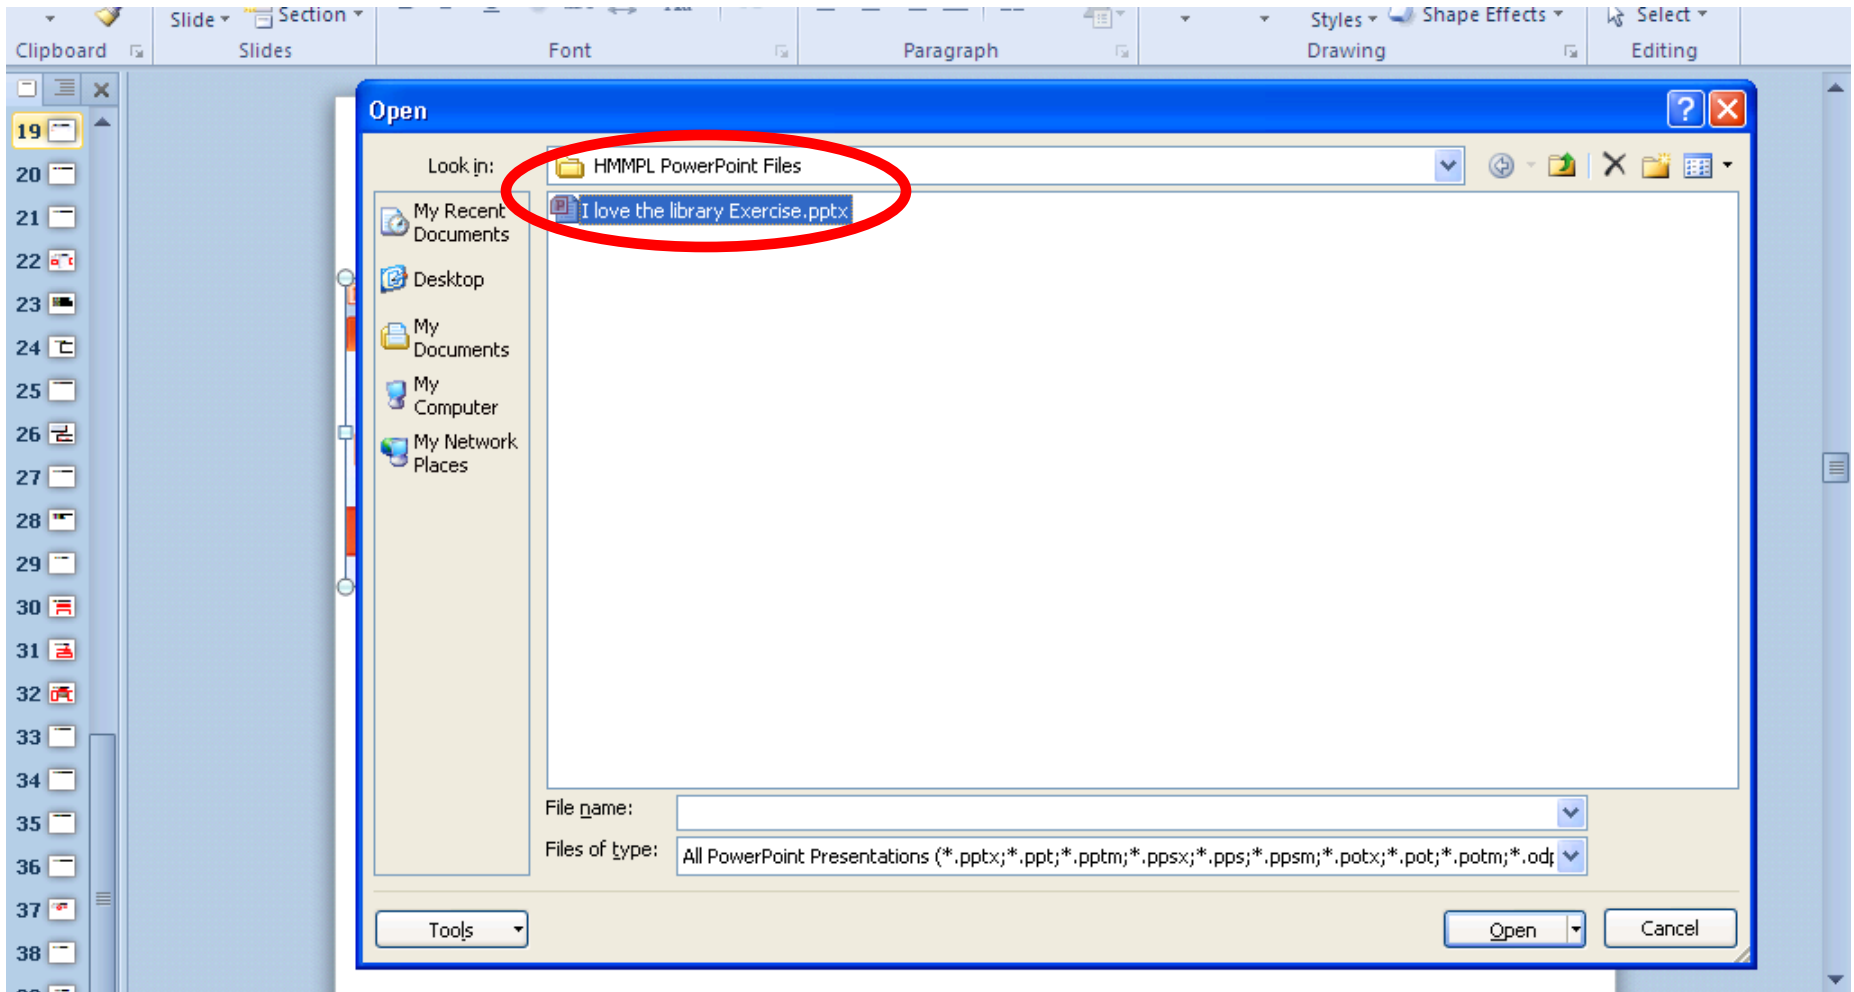 Slide Section Aa Styles Shape Effects Select
Clipboard Slides Font Paragraph Drawing Editing
Open
19
20
21
22
23
24
25
26
27
28
29
30
31
32
33
34
35
36
37
38
Look in: HMMPL PowerPoint Files
I love the library Exercise.pptx
My Recent
Documents
Desktop
My
Documents
My
Computer
My Network
Places
File name:
Files of type: All PowerPoint Presentations (*.pptx;*.ppt;*.pptm;*.ppsx;*.pps;*.ppsm;*.potx;*.pot;*.potm;*.odp
Tools Open Cancel